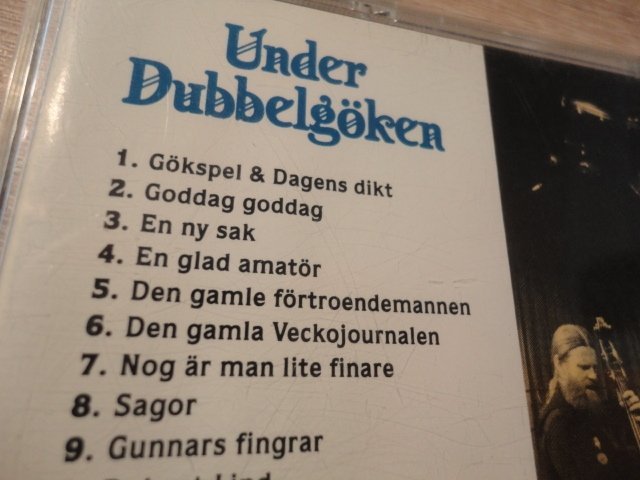 Under
Dubbelgöken
1. Gökspel & Dagens dikt
2. Goddag goddag
3. En ny sak
4. En glad amatör
5. Den gamle förtroendemannen
6. Den gamla Veckojournalen
7. Nog är man lite finare
8. Sagor
9. Gunnars fingrar